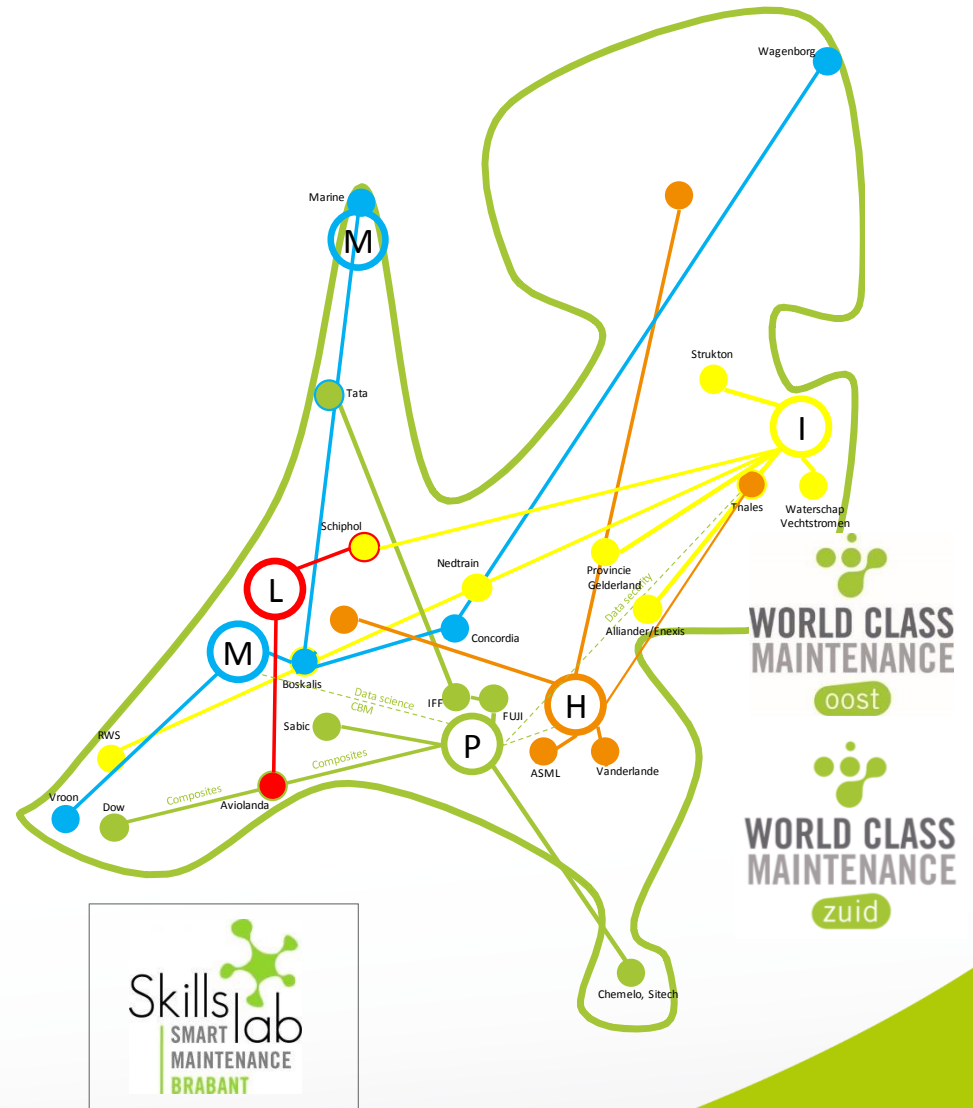 Wagenborg
Marine
M
Strukton
Tata
I
Thales
Waterschap
Vechtstromen
Schiphol
Nedtrain
Provincie
Gelderland
Data security
L
Alliander/Enexis
Concordia
M
Boskalis
Data science
CBM
IFF
FUJI
H
Sabic
P
RWS
ASML
Vanderlande
Composites
Composites
Aviolanda
Vroon
Dow
Chemelo, Sitech
WORLD CLASS
MAINTENANCE
oost
WORLD CLASS
MAINTENANCE
zuid
Skills
lab
SMART
MAINTENANCE
BRABANT